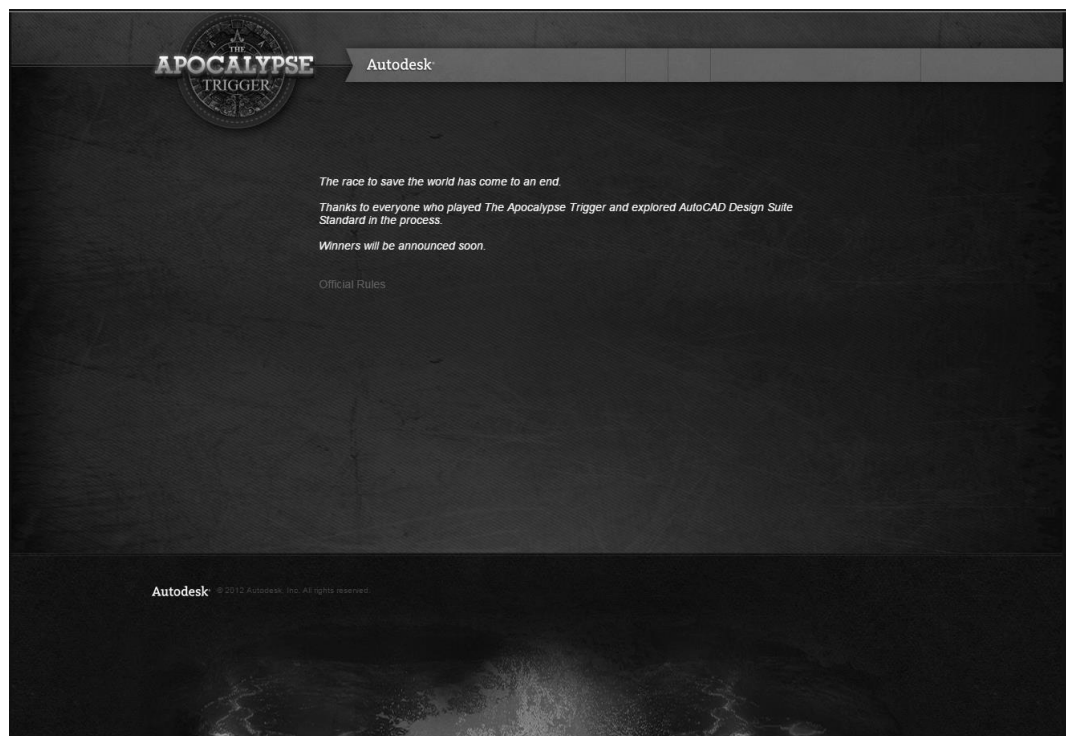 THE
APOCALYPSE
TRIGGER
Autodesk®
The race to save the world has come to an end.
Thanks to everyone who played The Apocalypse Trigger and explored AutoCAD Design Suite
Standard in the process.
Winners will be announced soon.
Official Rules
Autodesk® © 2012 Autodesk, Inc. All rights reserved.